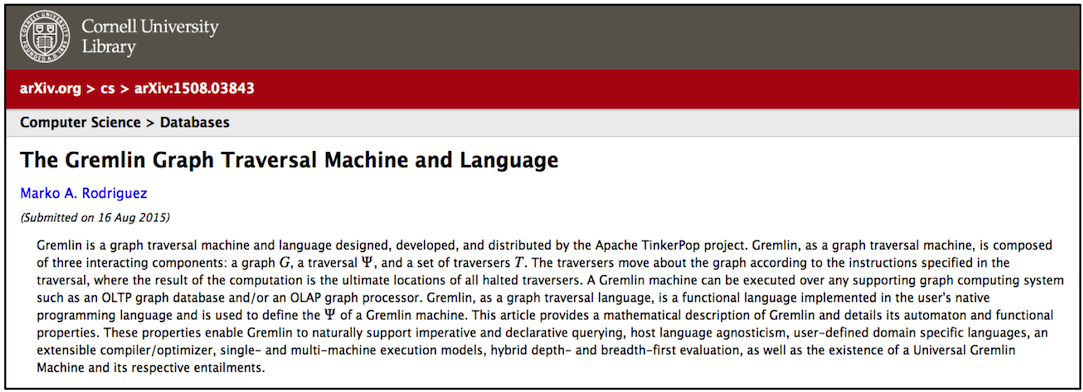 Cornell University
Library
arXiv.org > cs > arXiv:1508.03843
Computer Science > Databases
The Gremlin Graph Traversal Machine and Language
Marko A. Rodriguez
(Submitted on 16 Aug 2015)
Gremlin is a graph traversal machine and language designed, developed, and distributed by the Apache TinkerPop project. Gremlin, as a graph traversal machine, is composed
of three interacting components: a graph G, a traversal Ψ, and a set of traversers T. The traversers move about the graph according to the instructions specified in the
traversal, where the result of the computation is the ultimate locations of all halted traversers. A Gremlin machine can be executed over any supporting graph computing system
such as an OLTP graph database and/or an OLAP graph processor. Gremlin, as a graph traversal language, is a functional language implemented in the user's native
programming language and is used to define the Ψ of a Gremlin machine. This article provides a mathematical description of Gremlin and details its automaton and functional
properties. These properties enable Gremlin to naturally support imperative and declarative querying, host language agnosticism, user-defined domain specific languages, an
extensible compiler/optimizer, single- and multi-machine execution models, hybrid depth- and breadth-first evaluation, as well as the existence of a Universal Gremlin
Machine and its respective entailments.